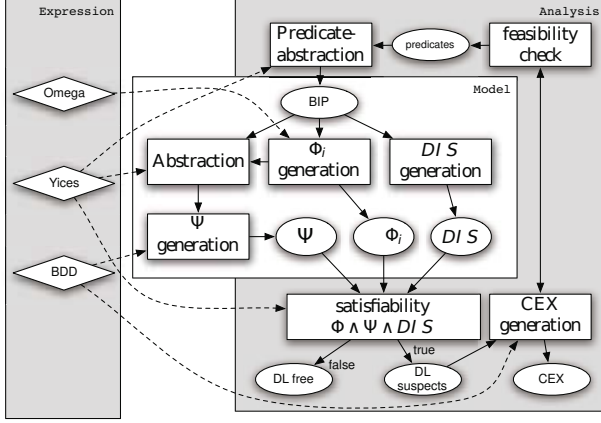 Expression
Analysis
Predicate-
abstraction
predicates
feasibility
check
Omega
BIP
Model
Abstraction
Φi
generation
DIS
generation
Yices
Ψ
generation
Ψ
Φi
DIS
BDD
satisfiability
Φ ∧ Ψ ∧ DIS
CEX
generation
false
true
DL free
DL
suspects
CEX